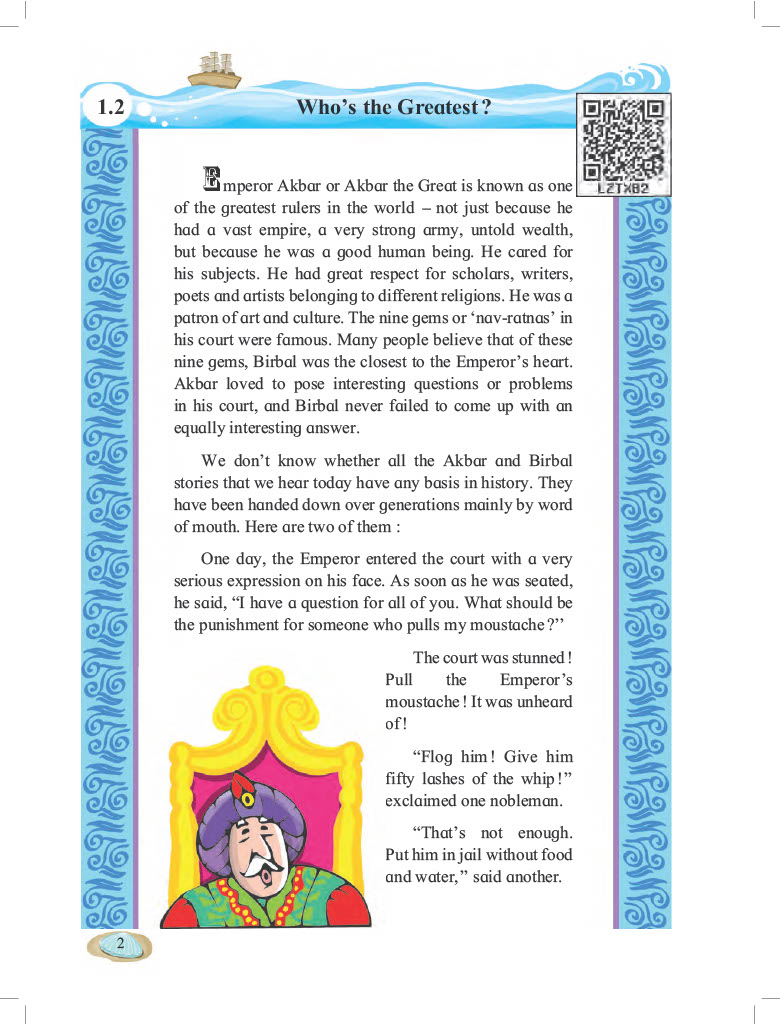 1.2
Who’s the Greatest ?
LZTXB2
Emperor Akbar or Akbar the Great is known as one
of the greatest rulers in the world – not just because he
had a vast empire, a very strong army, untold wealth,
but because he was a good human being. He cared for
his subjects. He had great respect for scholars, writers,
poets and artists belonging to different religions. He was a
patron of art and culture. The nine gems or ‘nav-ratnas’ in
his court were famous. Many people believe that of these
nine gems, Birbal was the closest to the Emperor’s heart.
Akbar loved to pose interesting questions or problems
in his court, and Birbal never failed to come up with an
equally interesting answer.
We don’t know whether all the Akbar and Birbal
stories that we hear today have any basis in history. They
have been handed down over generations mainly by word
of mouth. Here are two of them :
One day, the Emperor entered the court with a very
serious expression on his face. As soon as he was seated,
he said, “I have a question for all of you. What should be
the punishment for someone who pulls my moustache ?’’
The court was stunned !
Pull the Emperor’s
moustache ! It was unheard
of !
“Flog him ! Give him
fifty lashes of the whip !”
exclaimed one nobleman.
“That’s not enough.
Put him in jail without food
and water,” said another.
2